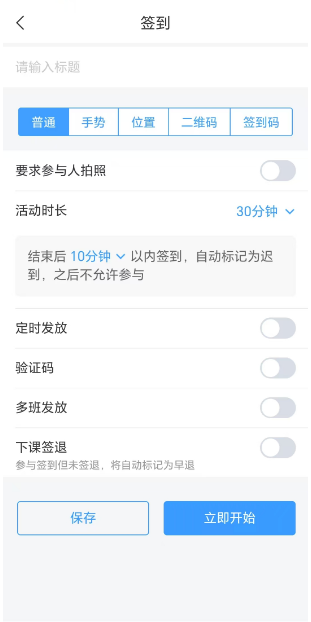 签到
请输入标题
普通 手势 位置 二维码 签到码
要求参与人拍照
活动时长 30分钟
结束后 10分钟 以内签到，自动标记为迟
到，之后不允许参与
定时发放
验证码
多班发放
下课签退
参与签到但未签退，将自动标记为早退
保存 立即开始